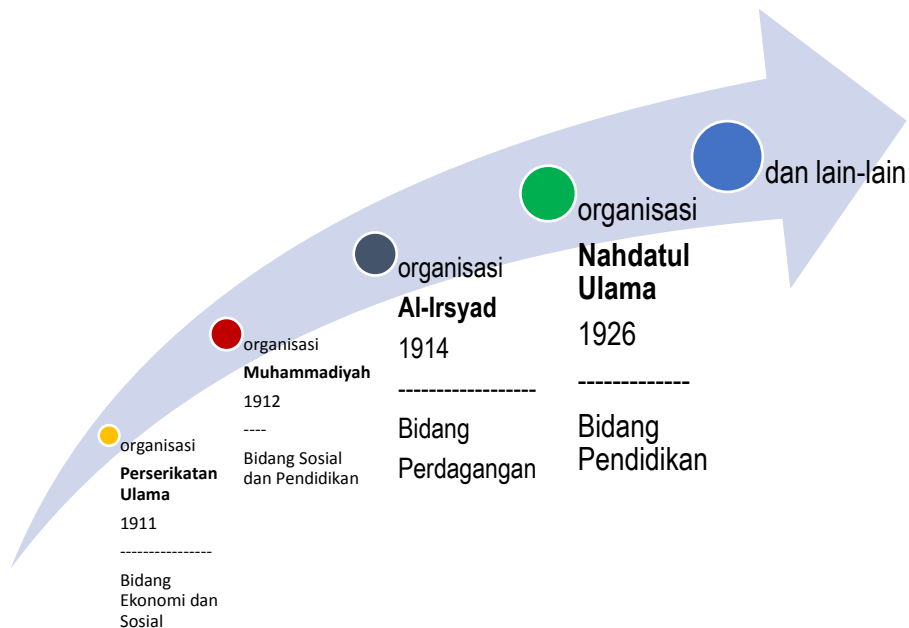 organisasi
Perserikatan
Ulama
1911
----------------
Bidang
Ekonomi dan
Sosial
organisasi
Muhammadiyah
1912
----
Bidang Sosial
dan Pendidikan
organisasi
Al-Irsyad
1914
------------------
Bidang
Perdagangan
organisasi
Nahdatul
Ulama
1926
-------------
Bidang
Pendidikan
dan lain-lain